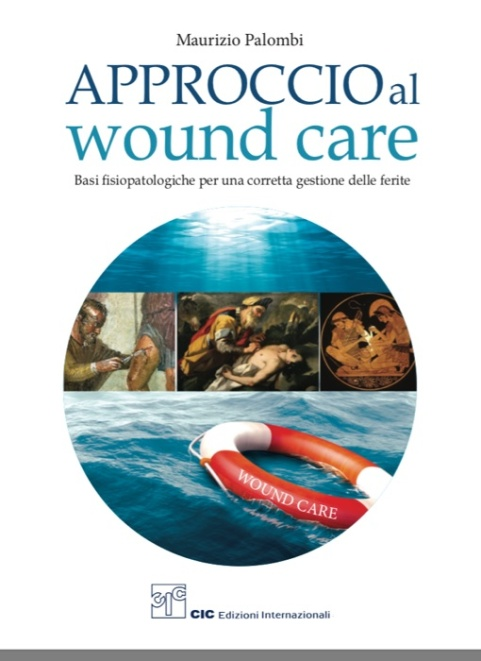 Maurizio Palombi
APPROCCIO al
wound care
Basi fisiopatologiche per una corretta gestione delle ferite
WOUND CARE
CIC Edizioni Internazionali